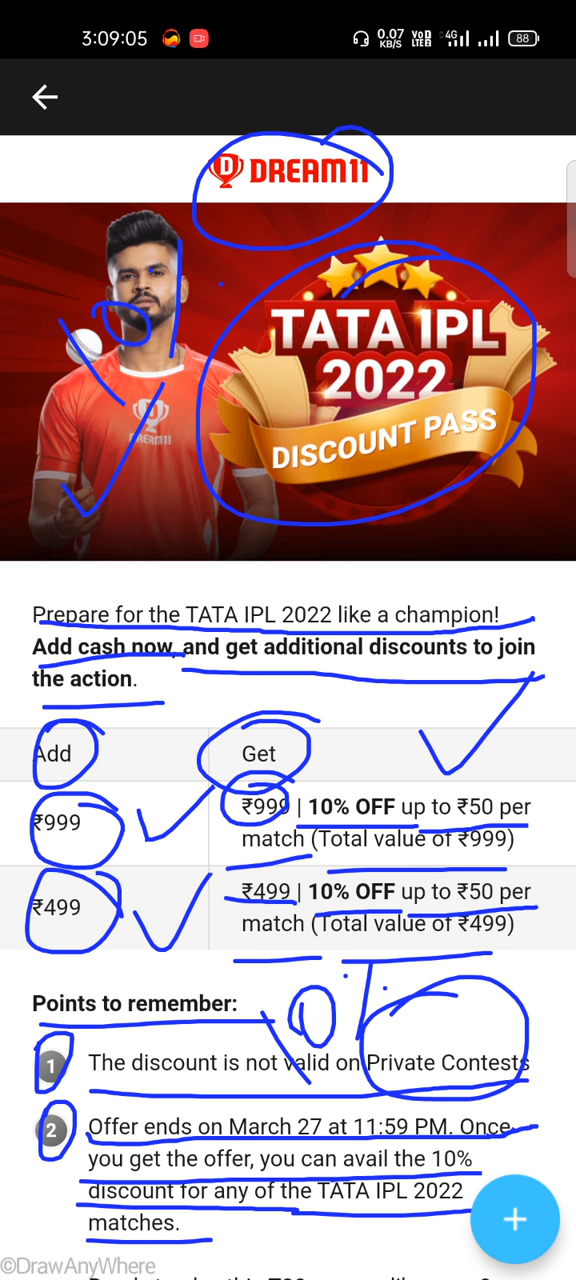 3:09:05
0.07 KB/S
VoD LTE2
4G
88
DREAM11
TATA IPL
2022
DISCOUNT PASS
DREAM11
Prepare for the TATA IPL 2022 like a champion!
Add cash now, and get additional discounts to join
the action.
Add Get
₹999 ₹999 | 10% OFF up to ₹50 per
match (Total value of ₹999)
₹499 ₹499 | 10% OFF up to ₹50 per
match (Total value of ₹499)
Points to remember:
10%
1 The discount is not valid on Private Contests
2 Offer ends on March 27 at 11:59 PM. Once
you get the offer, you can avail the 10%
discount for any of the TATA IPL 2022
matches.
+
©DrawAnyWhere